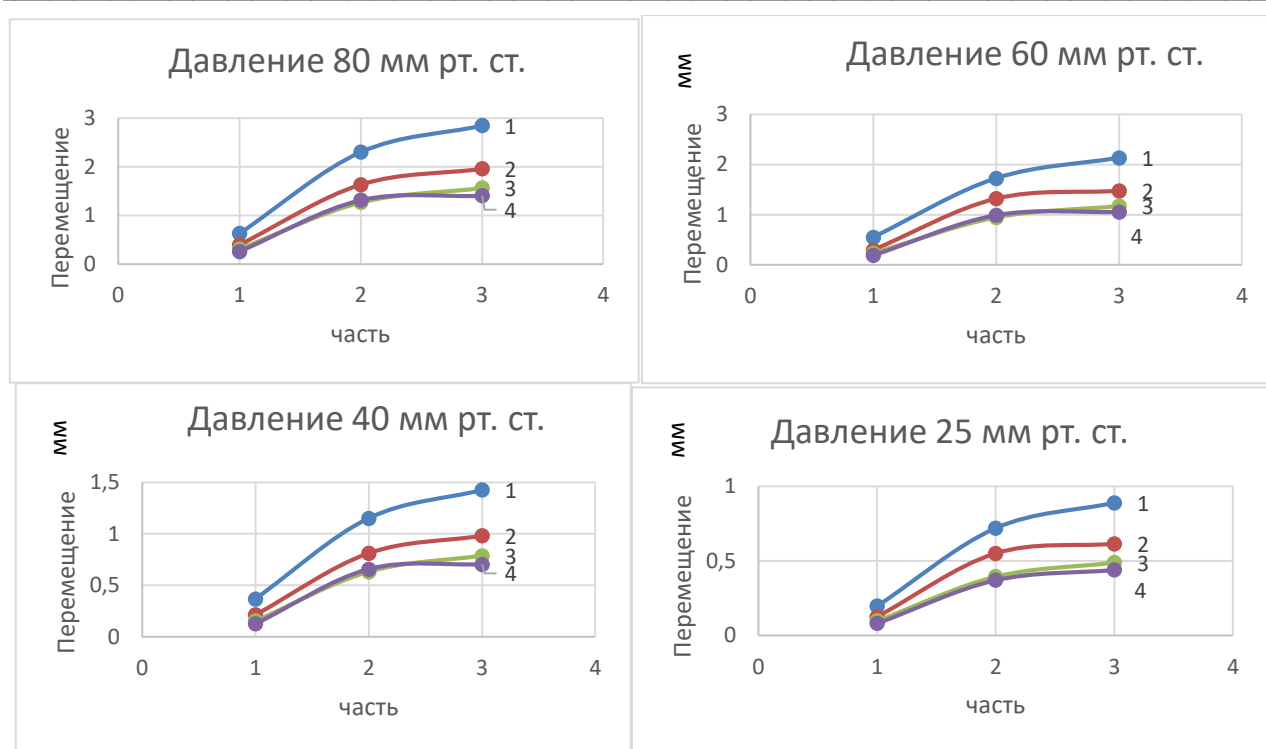 Давление 80 мм рт. ст.
Перемещение
3
2
1
0
0 1 2 3 4
1
2
3
4
часть
мм
Давление 60 мм рт. ст.
Перемещение
3
2
1
0
0 1 2 3 4
1
2
3
4
часть
мм
Давление 40 мм рт. ст.
Перемещение
1,5
1
0,5
0
0 1 2 3 4
1
2
3
4
часть
мм
Давление 25 мм рт. ст.
Перемещение
1
0,5
0
0 1 2 3 4
1
2
3
4
часть